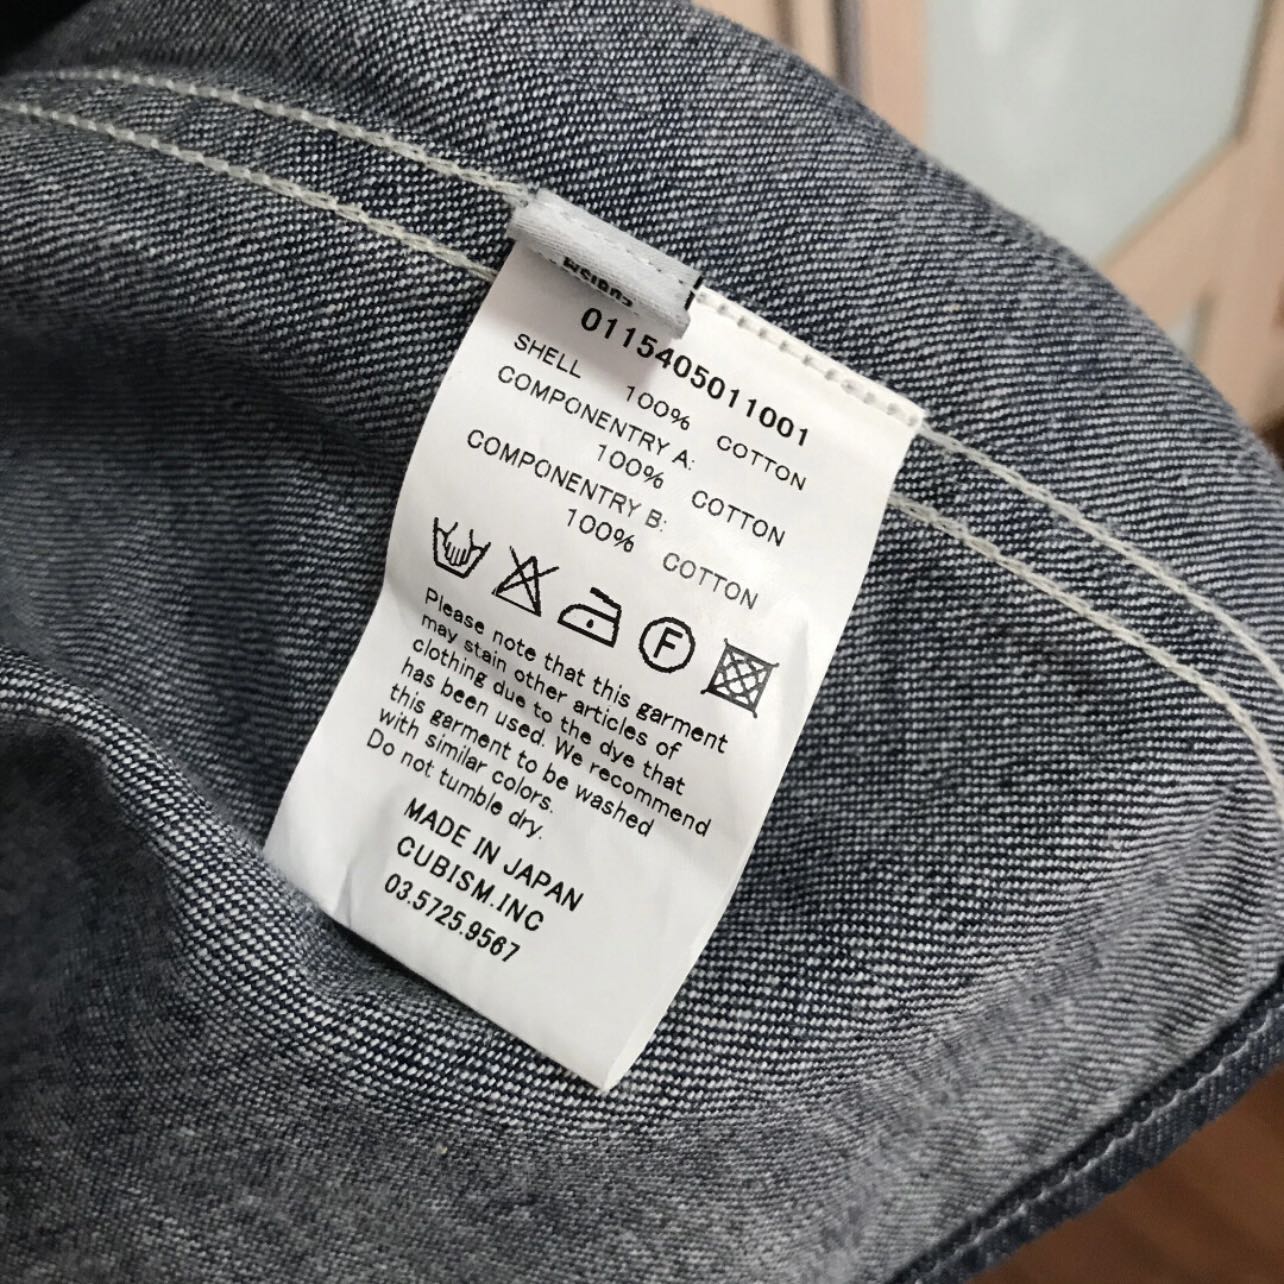 CUBISM
0115405011001
SHELL 100% COTTON
COMPONENTRY A:
100% COTTON
COMPONENTRY B:
100% COTTON
F
Please note that this garment
may stain other articles of
clothing due to the dye that
has been used. We recommend
this garment to be washed
with similar colors.
Do not tumble dry.
MADE IN JAPAN
CUBISM.INC
03.5725.9567